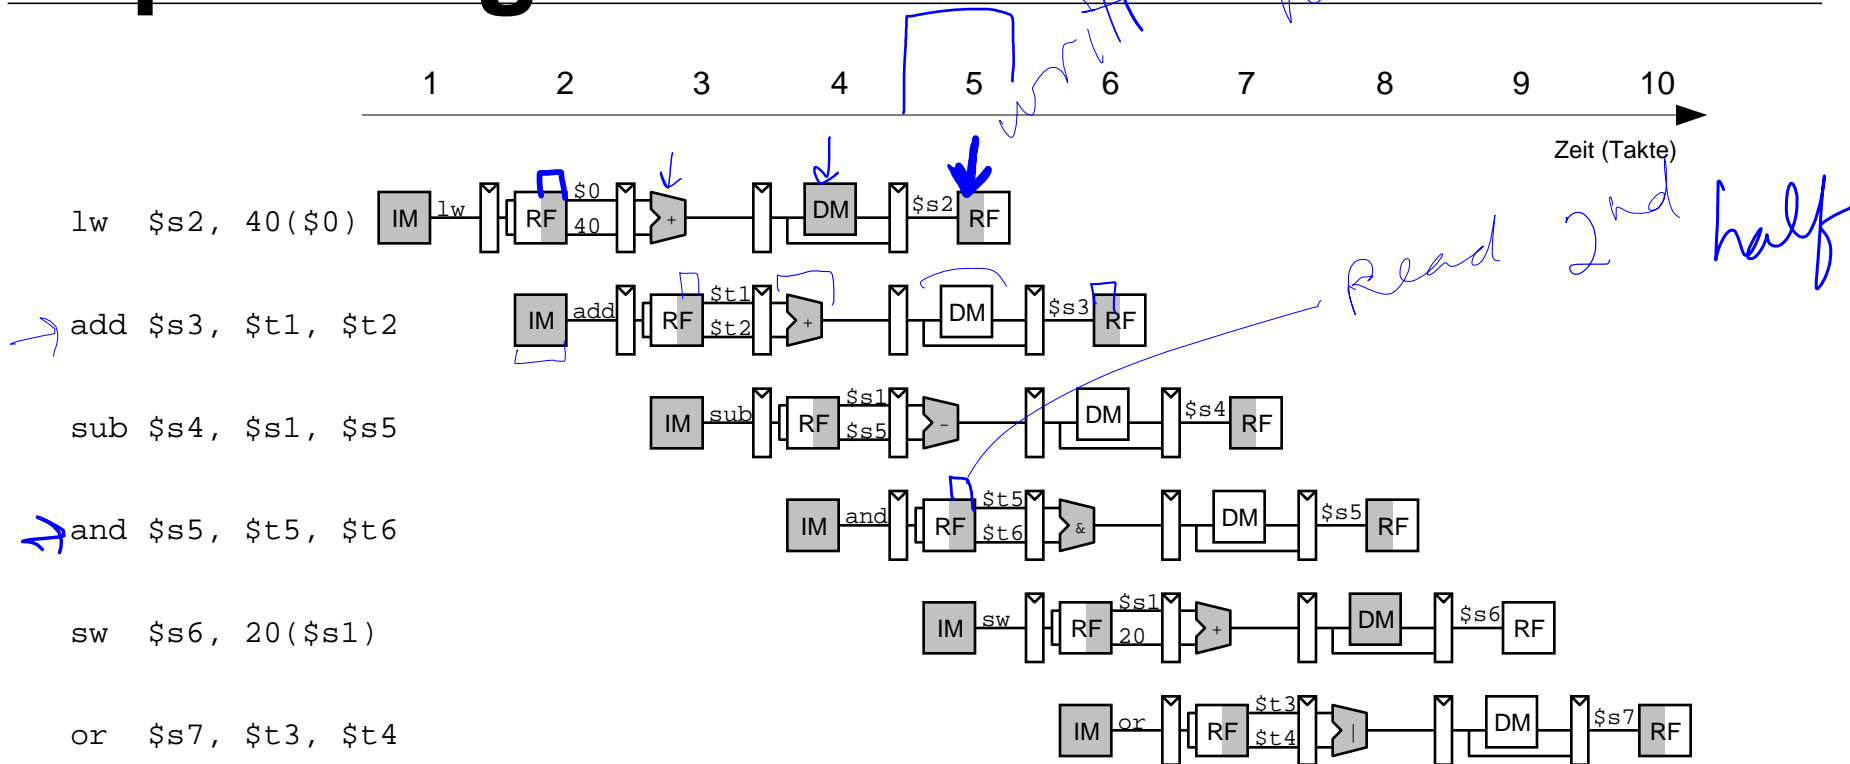 1 2 3 4 5 6 7 8 9 10
Zeit (Takte)
lw $s2, 40($0) IM lw RF $0 40 + DM $s2 RF
add $s3, $t1, $t2 IM add RF $t1 $t2 + DM $s3 RF
Read 2nd half
sub $s4, $s1, $s5 IM sub RF $s1 $s5 - DM $s4 RF
and $s5, $t5, $t6 IM and RF $t5 $t6 & DM $s5 RF
sw $s6, 20($s1) IM sw RF $s1 20 + DM $s6 RF
or $s7, $t3, $t4 IM or RF $t3 $t4 | DM $s7 RF